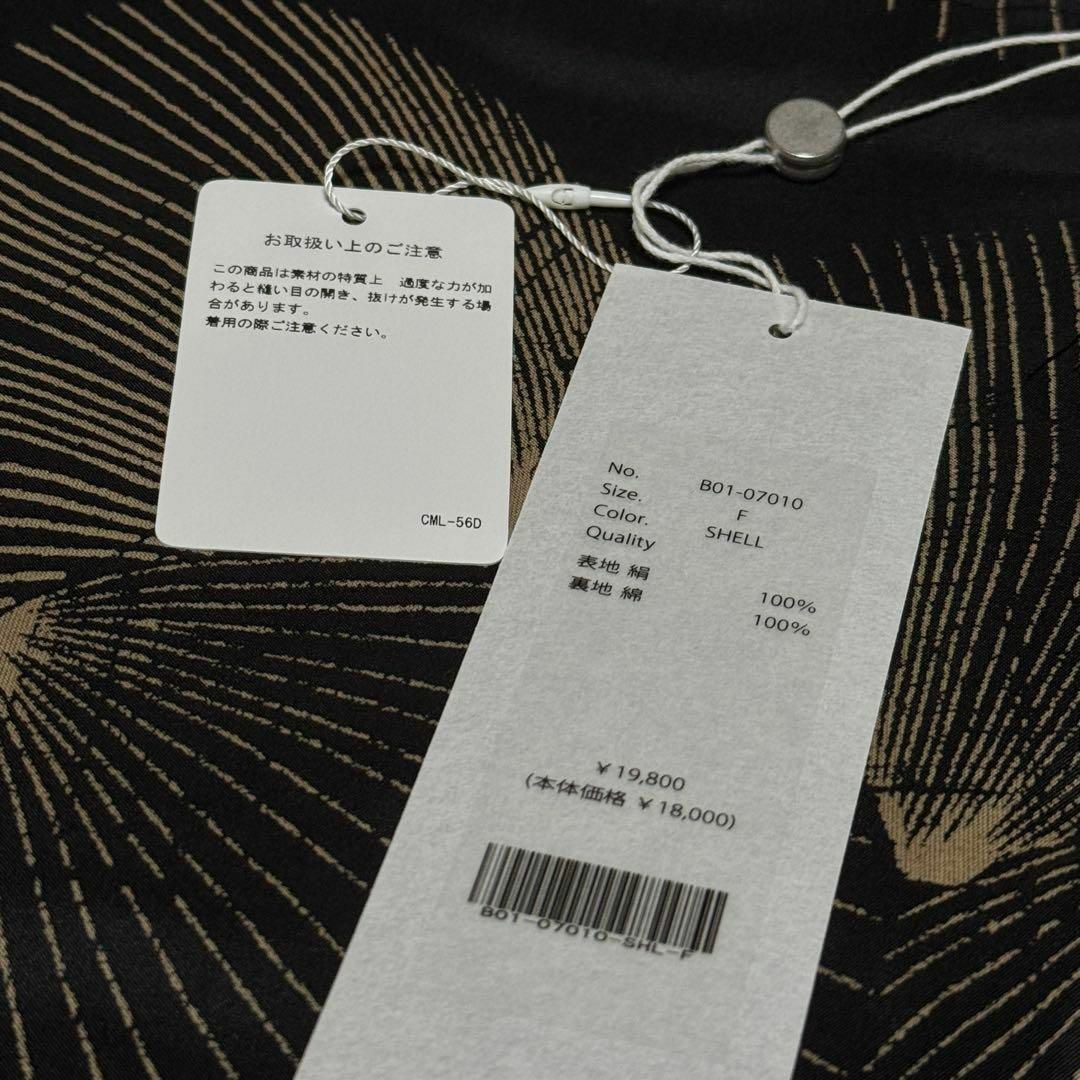 お取扱い上のご注意
この商品は素材の特質上 過度な力が加
わると縫い目の開き、抜けが発生する場
合があります。
着用の際ご注意ください。
CML-56D
No. B01-07010
Size. F
Color. SHELL
Quality
表地 絹 100%
裏地 綿 100%
¥19,800
(本体価格 ¥18,000)
B01-07010-SHL-F